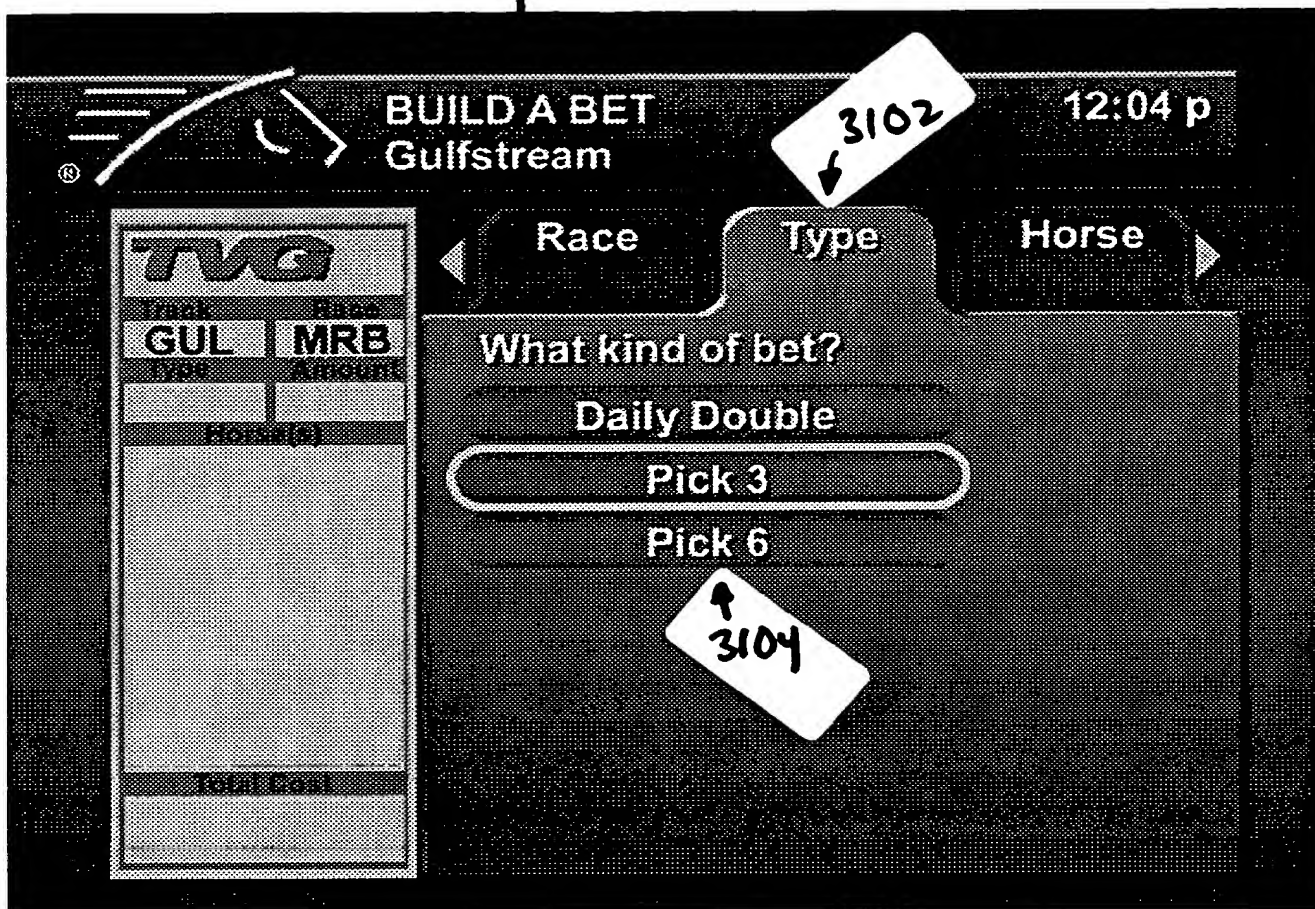 BUILD A BET
Gulfstream
12:04 p
3102
®
TVG
Track Race
GUL MRB
Type Amount
Horse(s)
Total Cost
Race Type Horse
What kind of bet?
Daily Double
Pick 3
Pick 6
3104